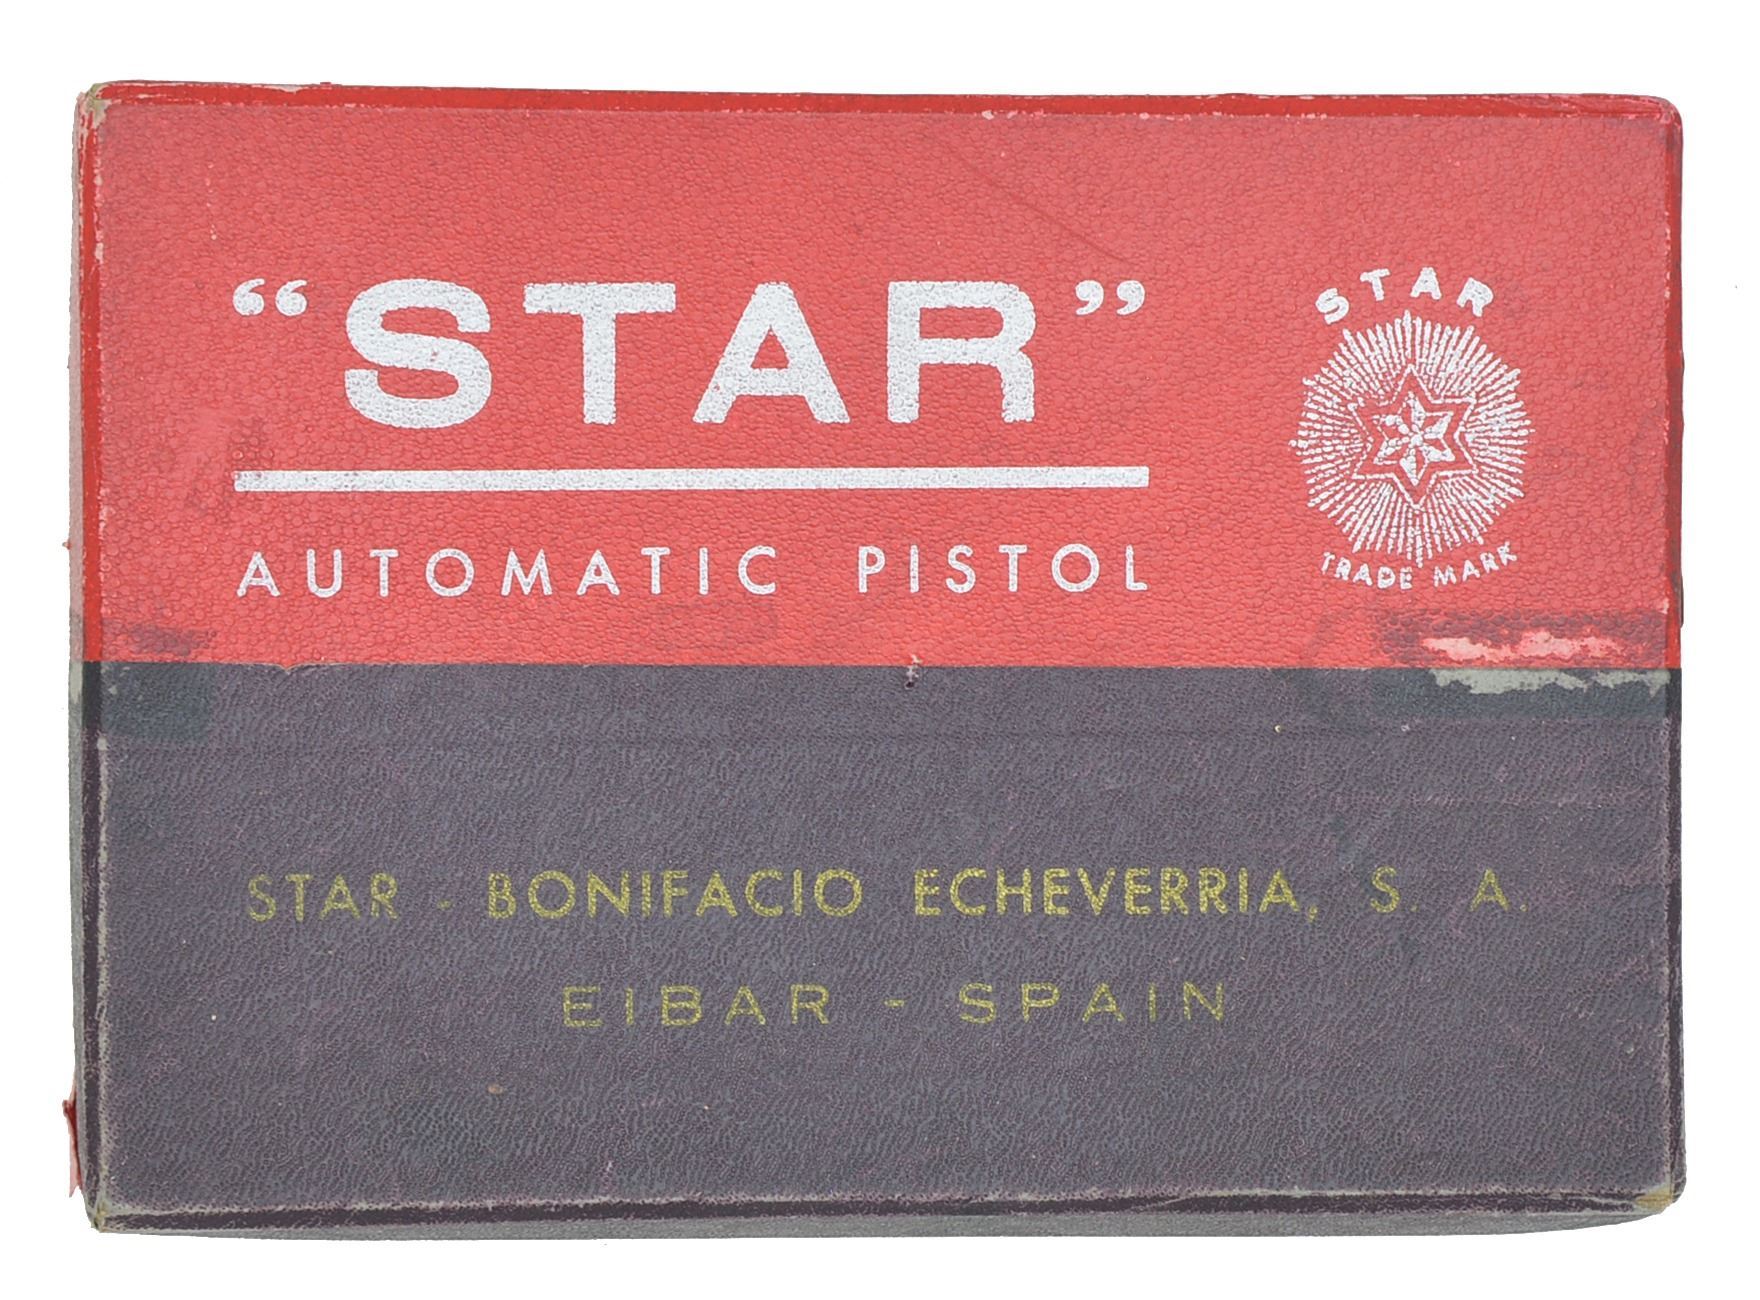 “STAR”
AUTOMATIC PISTOL
STAR
TRADE MARK
STAR - BONIFACIO ECHEVERRIA, S. A.
EIBAR - SPAIN